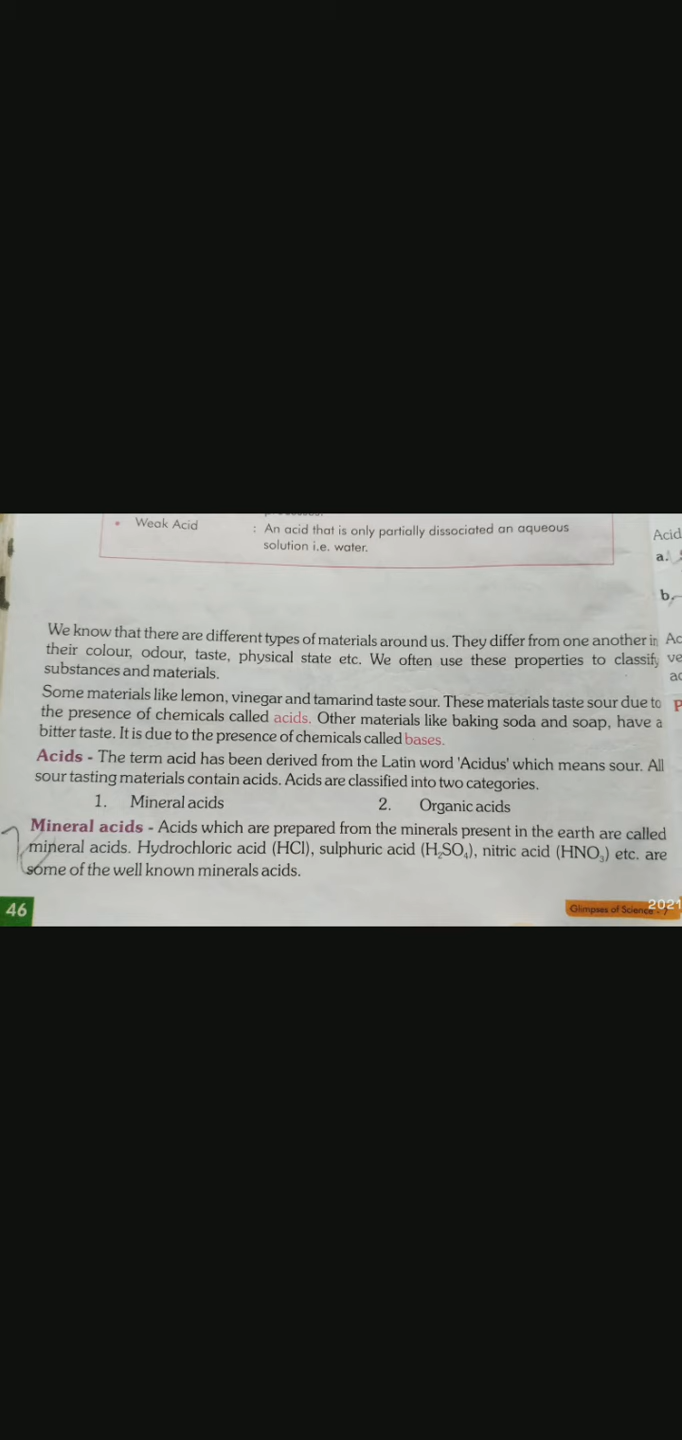 • Weak Acid : An acid that is only partially dissociated an aqueous
solution i.e. water.
Acid
a.
b.
We know that there are different types of materials around us. They differ from one another in
their colour, odour, taste, physical state etc. We often use these properties to classify
substances and materials.
Some materials like lemon, vinegar and tamarind taste sour. These materials taste sour due to
the presence of chemicals called acids. Other materials like baking soda and soap, have a
bitter taste. It is due to the presence of chemicals called bases.
Acids - The term acid has been derived from the Latin word 'Acidus' which means sour. All
sour tasting materials contain acids. Acids are classified into two categories.
1. Mineral acids 2. Organic acids
Mineral acids - Acids which are prepared from the minerals present in the earth are called
mineral acids. Hydrochloric acid (HCl), sulphuric acid (H₂SO₄), nitric acid (HNO₃) etc. are
some of the well known minerals acids.
46
Glimpses of Science - 7
2021